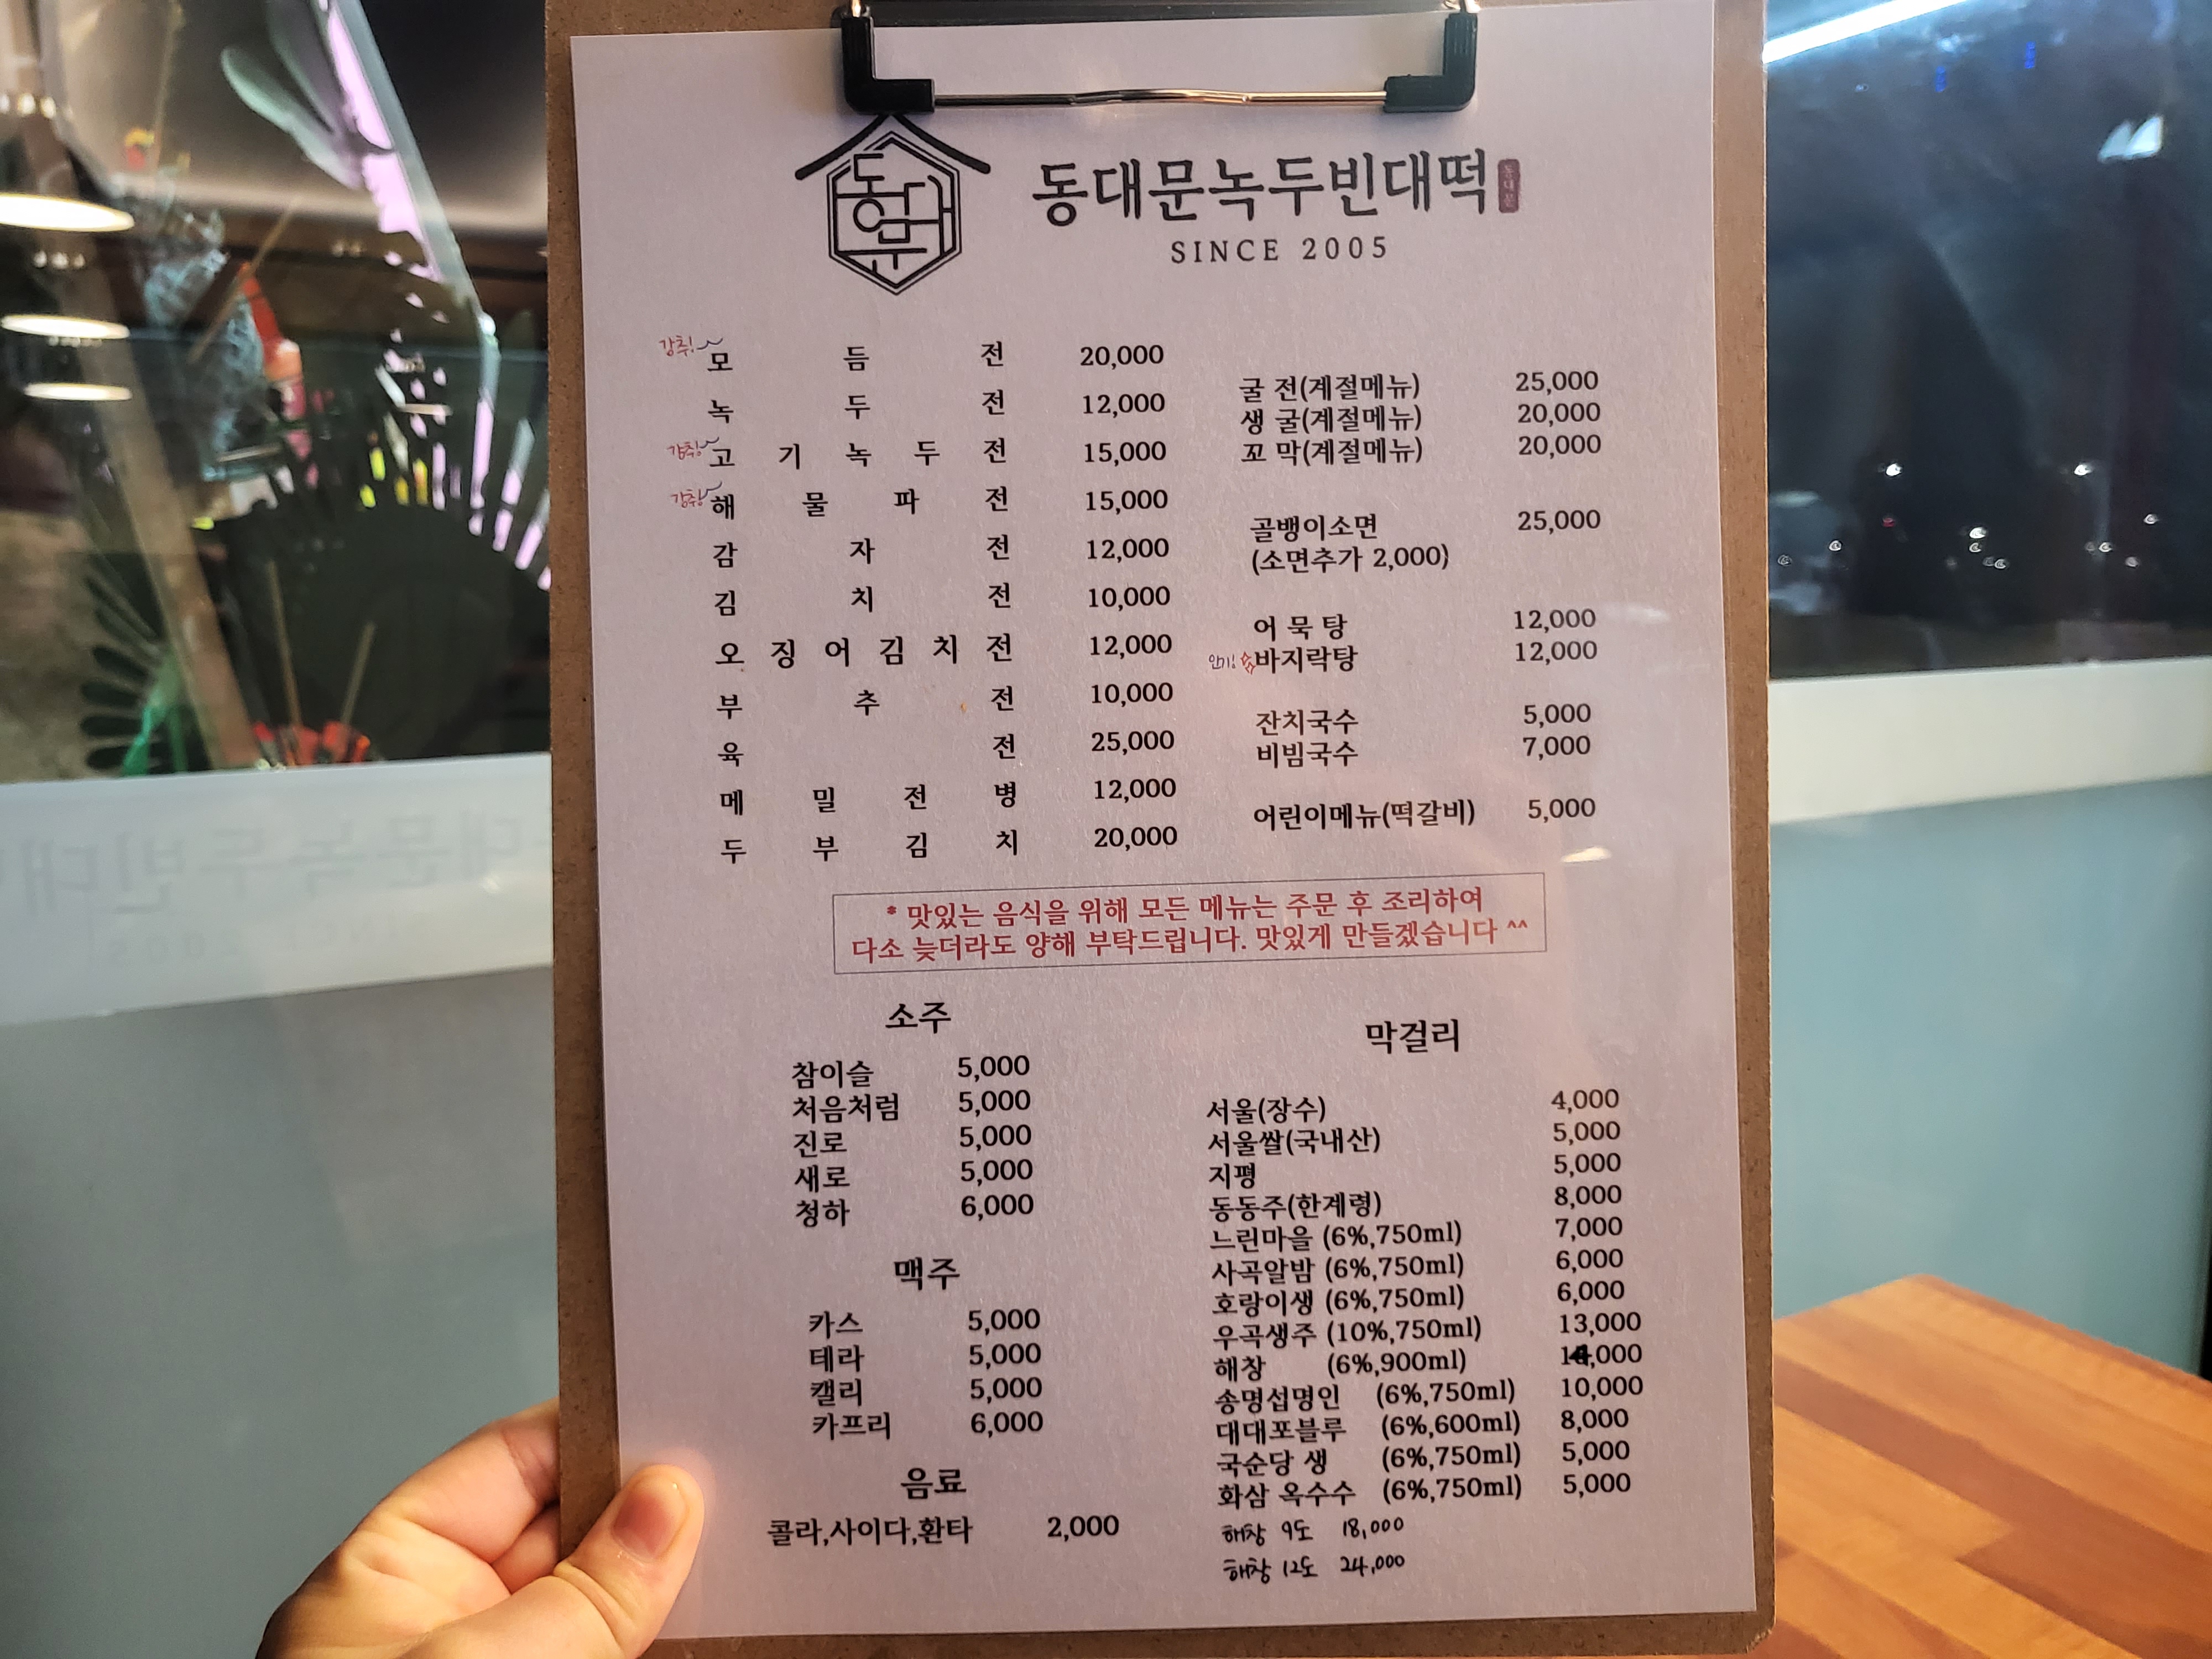 동대문
동대문녹두빈대떡
동대문
SINCE 2005
강추! 모듬전 20,000
녹두전 12,000
강추! 고기녹두전 15,000
강추! 해물파전 15,000
감자전 12,000
김치전 10,000
오징어김치전 12,000
부추전 10,000
육전 25,000
메밀전병 12,000
두부김치 20,000
굴 전(계절메뉴) 25,000
생 굴(계절메뉴) 20,000
꼬 막(계절메뉴) 20,000
골뱅이소면 25,000
(소면추가 2,000)
어 묵 탕 12,000
인기! 바지락탕 12,000
잔치국수 5,000
비빔국수 7,000
어린이메뉴(떡갈비) 5,000
* 맛있는 음식을 위해 모든 메뉴는 주문 후 조리하여
다소 늦더라도 양해 부탁드립니다. 맛있게 만들겠습니다 ^^
소주
참이슬 5,000
처음처럼 5,000
진로 5,000
새로 5,000
청하 6,000
맥주
카스 5,000
테라 5,000
캘리 5,000
카프리 6,000
음료
콜라,사이다,환타 2,000
막걸리
서울(장수) 4,000
서울쌀(국내산) 5,000
지평 5,000
동동주(한계령) 8,000
느린마을 (6%,750ml) 7,000
사곡알밤 (6%,750ml) 6,000
호랑이생 (6%,750ml) 6,000
우곡생주 (10%,750ml) 13,000
해창 (6%,900ml)
송명섭명인 (6%,750ml) 10,000
대대포블루 (6%,600ml) 8,000
국순당 생 (6%,750ml) 5,000
화삼 옥수수 (6%,750ml) 5,000
해창 9도 18,000
해창 12도 24,000